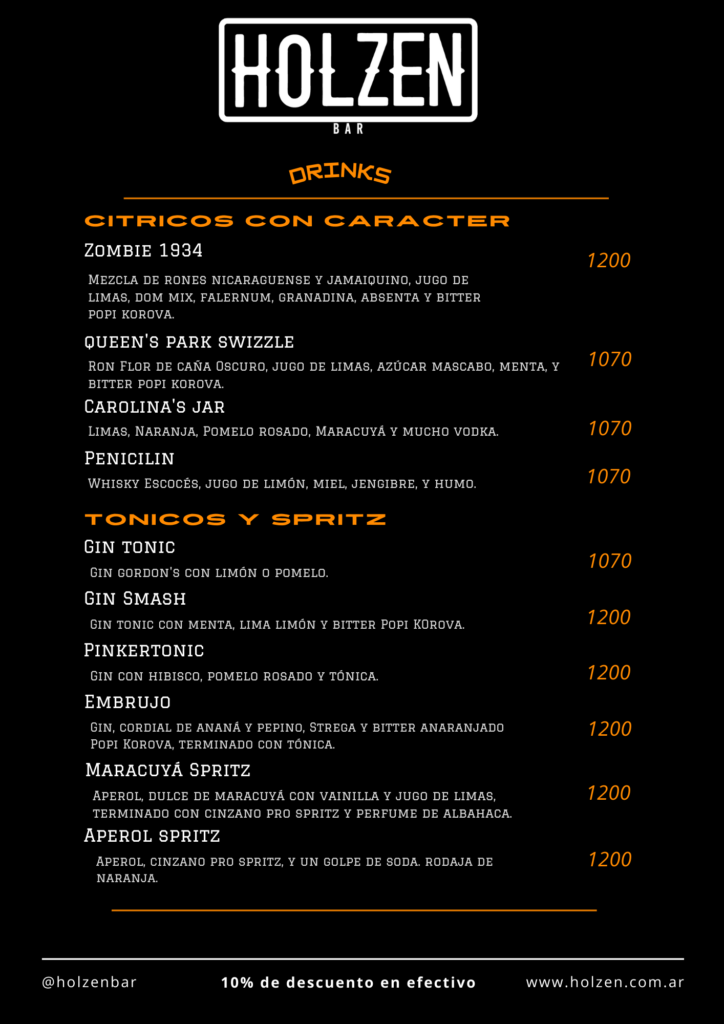 HOLZEN
BAR
DRINKS
CITRICOS CON CARACTER
Zombie 1934
1200
Mezcla de rones nicaraguense y jamaiquino, jugo de
limas, dom mix, falernum, granadina, absenta y bitter
popi korova.
queen's park swizzle
1070
Ron Flor de caña Oscuro, jugo de limas, azúcar mascabo, menta, y
bitter popi korova.
Carolina's jar
1070
Limas, Naranja, Pomelo rosado, Maracuyá y mucho vodka.
Penicilin
1070
Whisky Escocés, jugo de limón, miel, jengibre, y humo.
TONICOS Y SPRITZ
Gin tonic
1070
Gin gordon's con limón o pomelo.
Gin Smash
1200
Gin tonic con menta, lima limón y bitter Popi K0rova.
Pinkertonic
1200
Gin con hibisco, pomelo rosado y tónica.
Embrujo
1200
Gin, cordial de ananá y pepino, Strega y bitter anaranjado
Popi Korova, terminado con tónica.
Maracuyá Spritz
1200
Aperol, dulce de maracuyá con vainilla y jugo de limas,
terminado con cinzano pro spritz y perfume de albahaca.
Aperol spritz
1200
Aperol, cinzano pro spritz, y un golpe de soda. rodaja de
naranja.
@holzenbar
10% de descuento en efectivo
www.holzen.com.ar